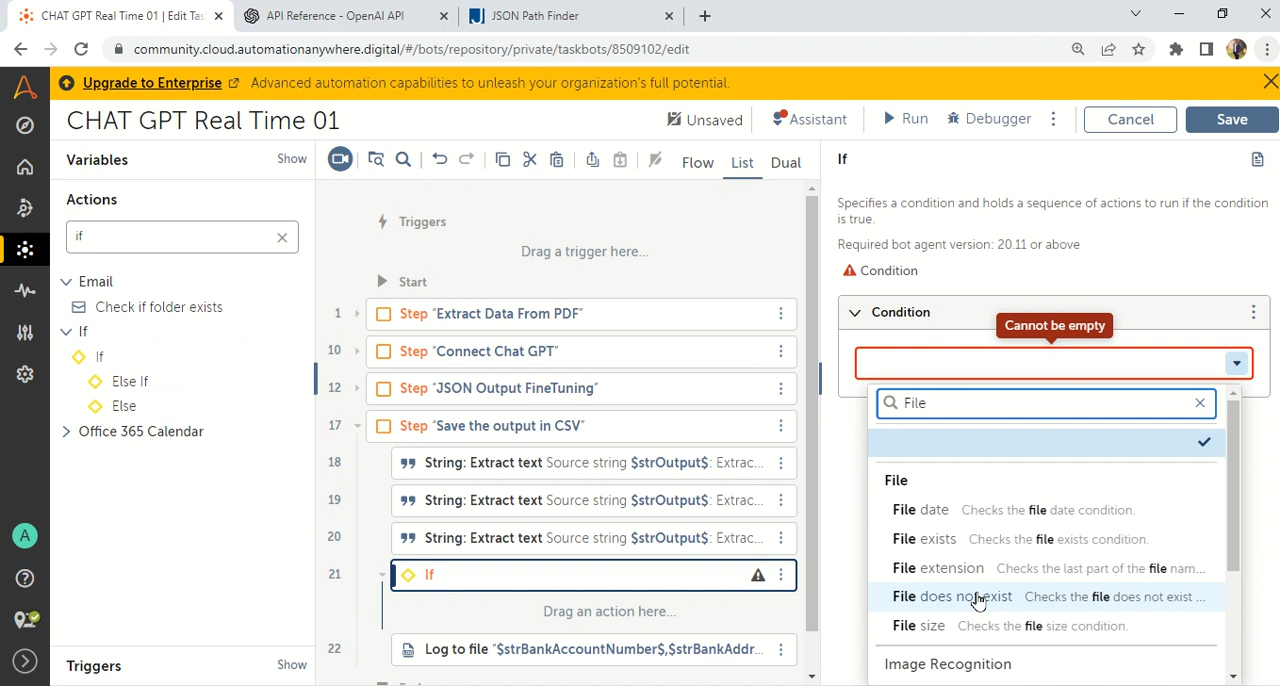 CHAT GPT Real Time 01 | Edit Tas
API Reference - OpenAI API
JSON Path Finder
community.cloud.automationanywhere.digital/#/bots/repository/private/taskbots/8509102/edit
Upgrade to Enterprise Advanced automation capabilities to unleash your organization's full potential.
CHAT GPT Real Time 01
Unsaved
Assistant
Run
Debugger
Cancel
Save
Variables
Show
Actions
if
Email
Check if folder exists
If
If
Else If
Else
Office 365 Calendar
Triggers
Show
A
Flow
List
Dual
Triggers
Drag a trigger here...
Start
1 Step "Extract Data From PDF"
10 Step "Connect Chat GPT"
12 Step "JSON Output FineTuning"
17 Step "Save the output in CSV"
18 String: Extract text Source string $strOutput$: Extrac...
19 String: Extract text Source string $strOutput$: Extrac...
20 String: Extract text Source string $strOutput$: Extrac...
21 If
Drag an action here...
22 Log to file "$strBankAccountNumber$,$strBankAddr...
If
Specifies a condition and holds a sequence of actions to run if the condition
is true.
Required bot agent version: 20.11 or above
Condition
Condition
Cannot be empty
File
File
File date Checks the file date condition.
File exists Checks the file exists condition.
File extension Checks the last part of the file nam...
File does not exist Checks the file does not exist ...
File size Checks the file size condition.
Image Recognition